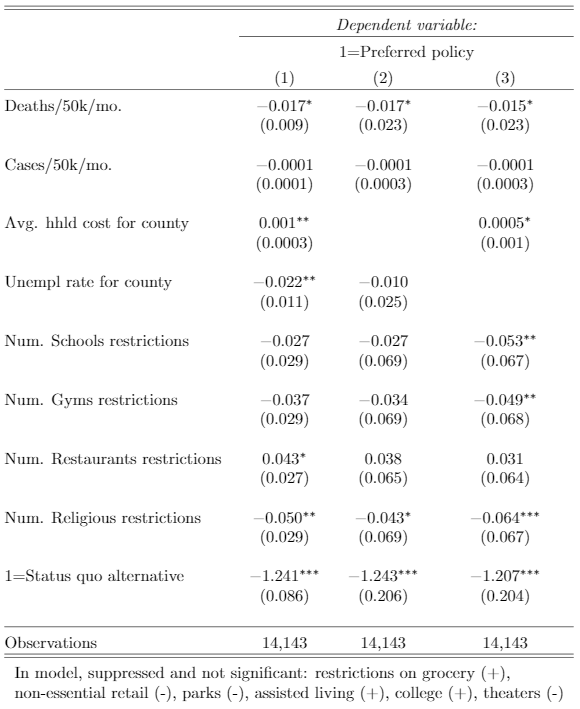 Dependent variable:
1=Preferred policy
(1) (2) (3)
Deaths/50k/mo. −0.017* −0.017* −0.015*
(0.009) (0.023) (0.023)
Cases/50k/mo. −0.0001 −0.0001 −0.0001
(0.0001) (0.0003) (0.0003)
Avg. hhld cost for county 0.001** 0.0005*
(0.0003) (0.001)
Unempl rate for county −0.022** −0.010
(0.011) (0.025)
Num. Schools restrictions −0.027 −0.027 −0.053**
(0.029) (0.069) (0.067)
Num. Gyms restrictions −0.037 −0.034 −0.049**
(0.029) (0.069) (0.068)
Num. Restaurants restrictions 0.043* 0.038 0.031
(0.027) (0.065) (0.064)
Num. Religious restrictions −0.050** −0.043* −0.064***
(0.029) (0.069) (0.067)
1=Status quo alternative −1.241*** −1.243*** −1.207***
(0.086) (0.206) (0.204)
Observations 14,143 14,143 14,143
In model, suppressed and not significant: restrictions on grocery (+),
non-essential retail (-), parks (-), assisted living (+), college (+), theaters (-)